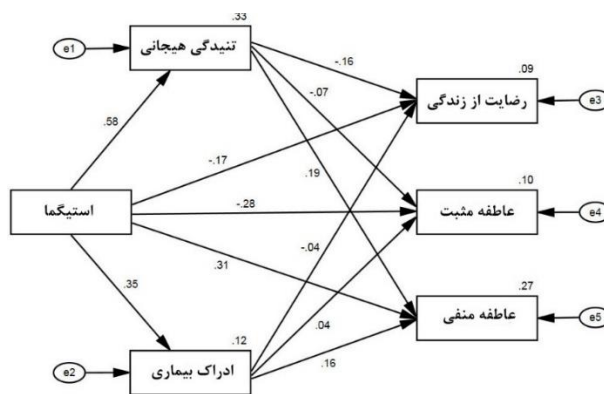 .33
e1
تنیدگی هیجانی
-.16
.09
-.07
رضایت از زندگی
e3
.58
-.17
.19
.10
استیگما
-.28
عاطفه مثبت
e4
-.04
.31
.35
.27
.04
عاطفه منفی
e5
.12
.16
e2
ادراک بیماری